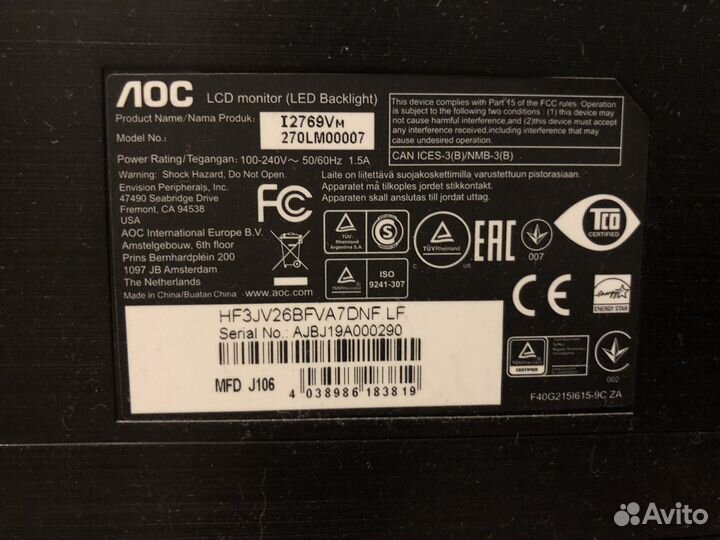 AOC LCD monitor (LED Backlight)
Product Name/Nama Produk: I2769VM
Model No.: 270LM00007
Power Rating/Tegangan: 100-240V~ 50/60Hz 1.5A
This device complies with Part 15 of the FCC rules. Operation
is subject to the following two conditions : (1) this device may
not cause harmful interference, and (2)this device must accept
any interference received,including interference that may cause
undesired operation.
CAN ICES-3(B)/NMB-3(B)
Warning: Shock Hazard, Do Not Open.
Envision Peripherals, Inc.
47490 Seabridge Drive
Fremont, CA 94538
USA
AOC International Europe B.V.
Amstelgebouw, 6th floor
Prins Bernhardplein 200
1097 JB Amsterdam
The Netherlands
Made in China/Buatan China
www.aoc.com
Laite on liitettävä suojakoskettimilla varustettuun pistorasiaan.
Apparatet må tilkoples jordet stikkontakt.
Apparaten skall anslutas till jordat uttag.
FC
TÜV
Rheinland
Argentina S.A.
S
TÜVRheinland
C US
EAC
007
TCO
CERTIFIED
TÜV
Rheinland
ISO
9241-307
CE
energy
ENERGY STAR
HF3JV26BFVA7DNF LF
Serial No.: AJBJ19A000290
MFD J106
4 038986 183819
TÜVRheinland
002
F40G215I615-9C ZA
Avito